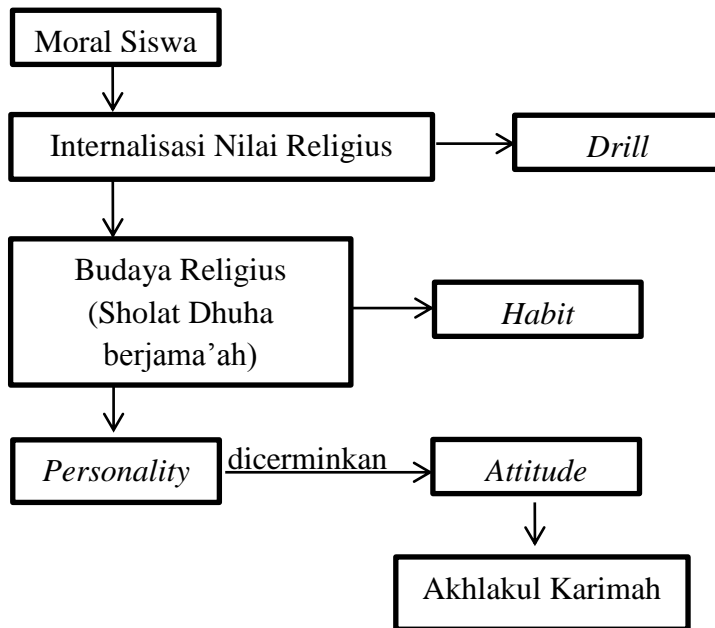 Moral Siswa
Internalisasi Nilai Religius
Drill
Budaya Religius
(Sholat Dhuha
berjama’ah)
Habit
Personality
dicerminkan
Attitude
Akhlakul Karimah